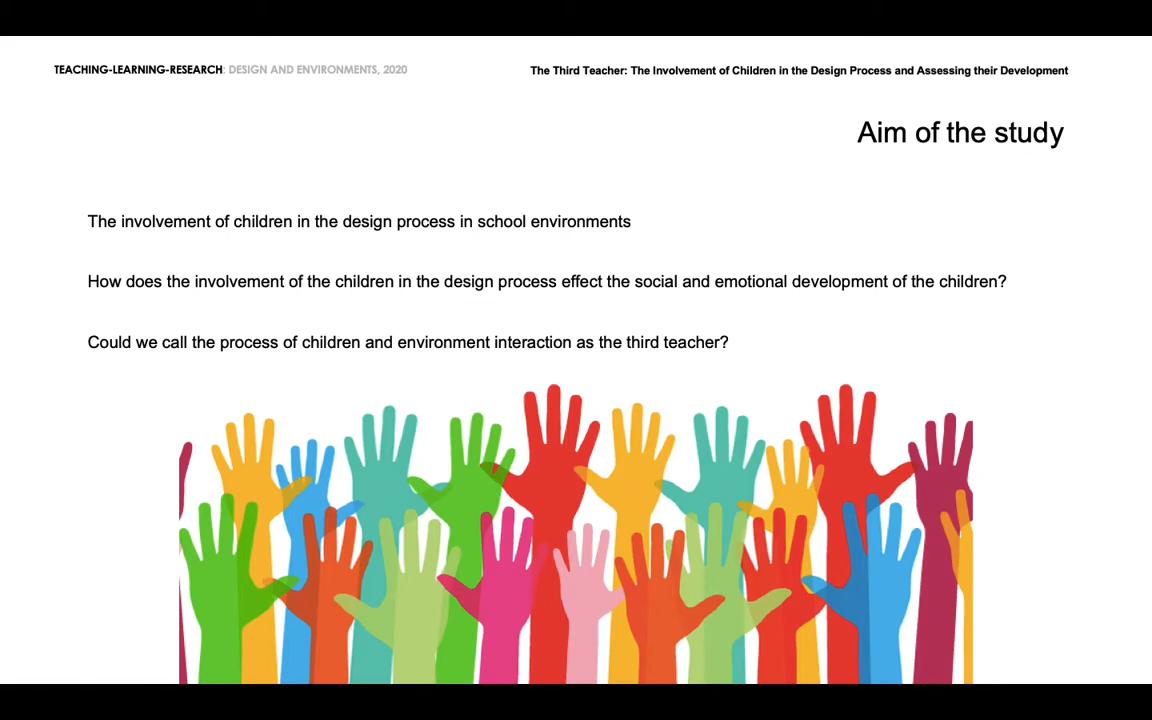 TEACHING-LEARNING-RESEARCH: DESIGN AND ENVIRONMENTS, 2020
The Third Teacher: The Involvement of Children in the Design Process and Assessing their Development
Aim of the study
The involvement of children in the design process in school environments
How does the involvement of the children in the design process effect the social and emotional development of the children?
Could we call the process of children and environment interaction as the third teacher?